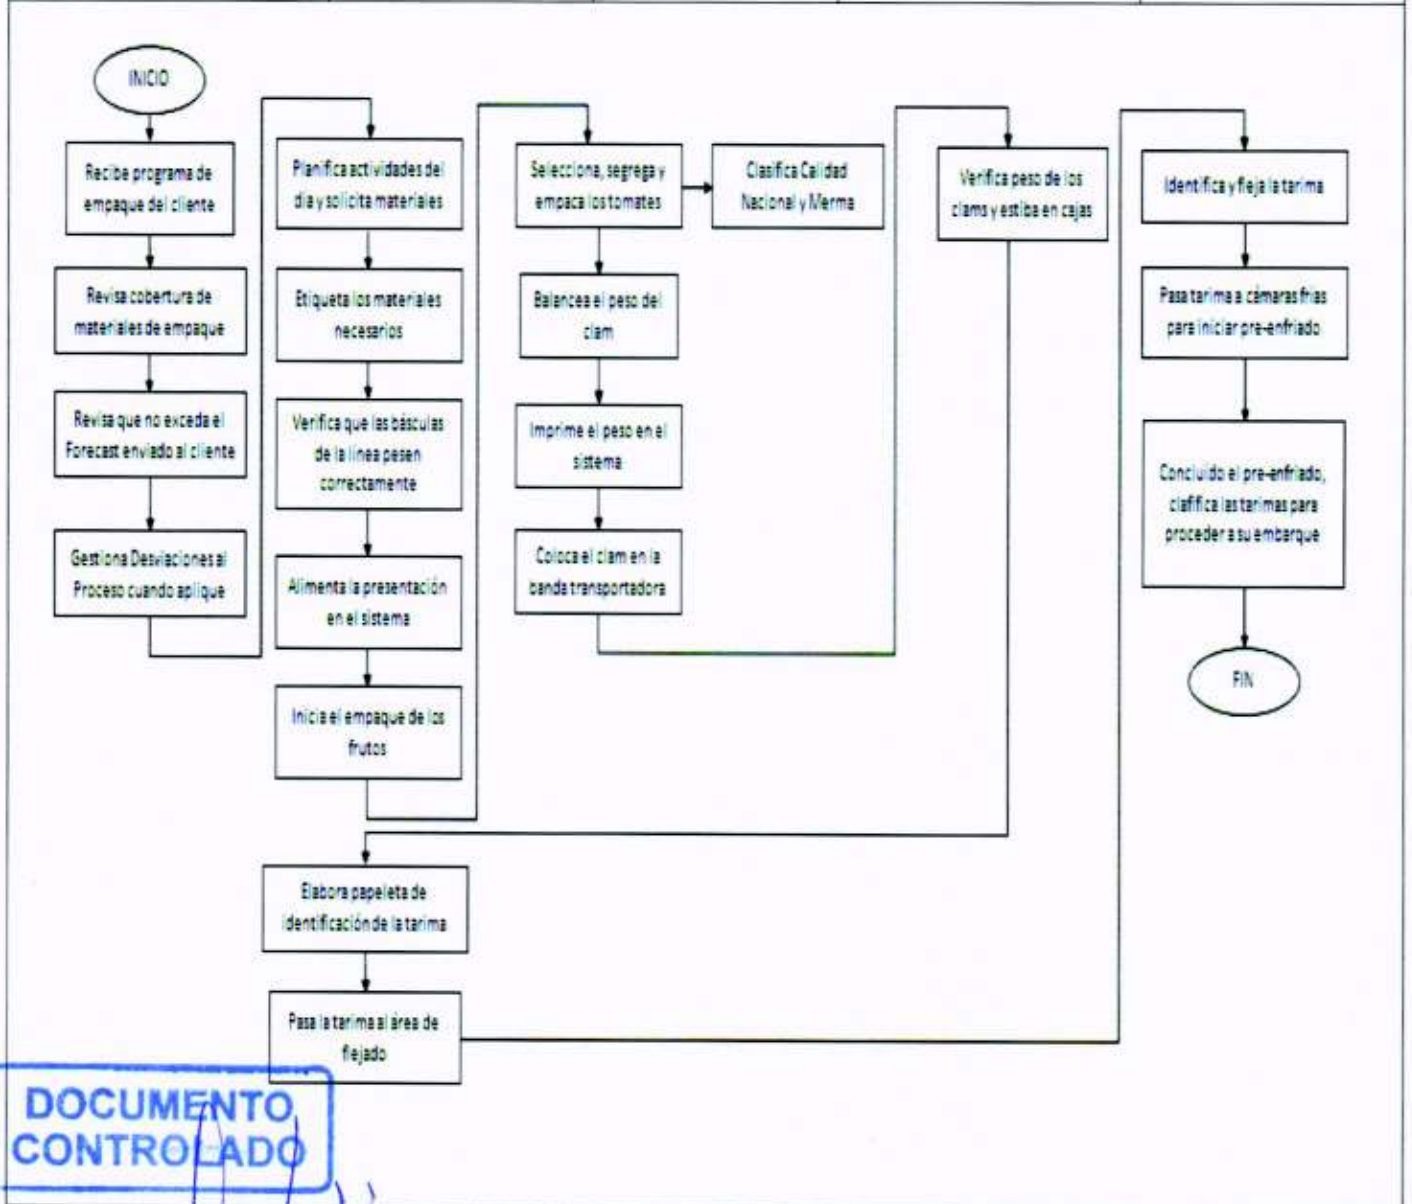 INICIO
Recibe programa de
empaque del cliente
Revisa cobertura de
materiales de empaque
Revisa que no exceda el
Forecast enviado al cliente
Gestiona Desviaciones al
Proceso cuando aplique
Planifica actividades del
dia y solicita materiales
Etiqueta los materiales
necesarios
Verifica que las básculas
de la línea pesen
correctamente
Alimenta la presentación
en el sistema
Inicia el empaque de los
frutos
Selecciona, segrega y
empaca los tomates
Clasifica Calidad
Nacional y Merma
Balancea el peso del
clam
Imprime el peso en el
sistema
Coloca el clam en la
banda transportadora
Verifica peso de los
clams y estiba en cajas
Elabora papeleta de
identificación de la tarima
Pasa la tarima al área de
flejado
Identifica y fleja la tarima
Pasa tarima a cámaras frias
para iniciar pre-enfriado
Concluido el pre-enfriado,
clafifica las tarimas para
proceder a su embarque
FIN
DOCUMENTO
CONTROLADO